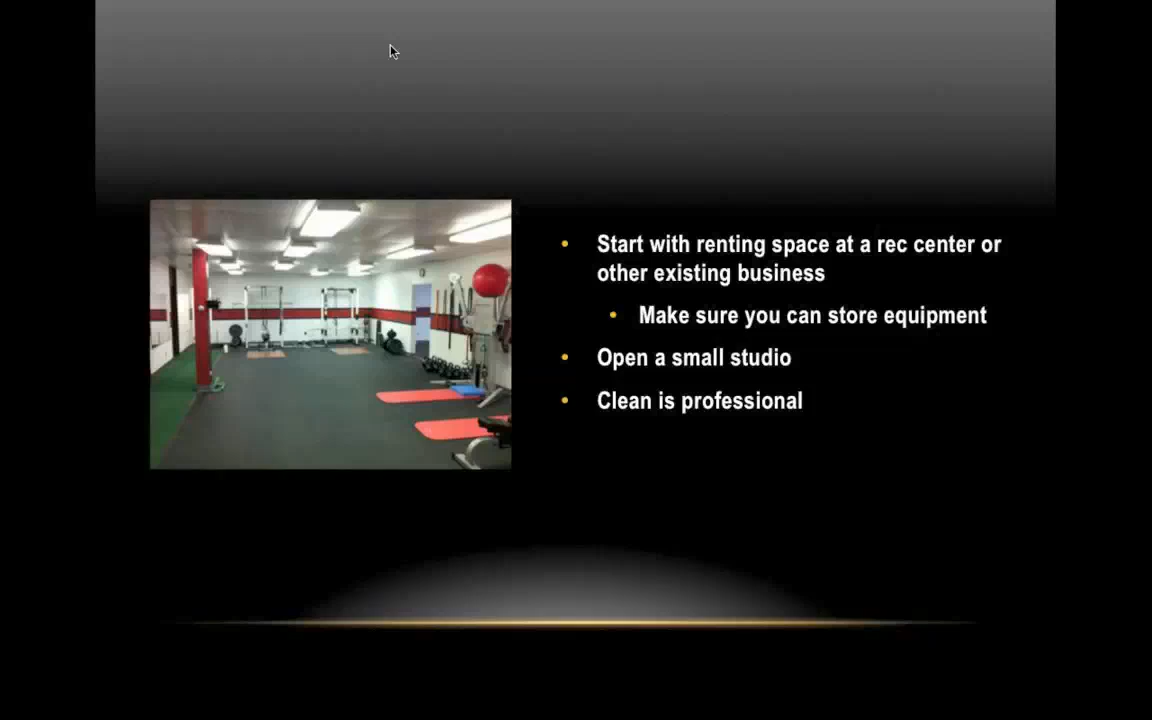 • Start with renting space at a rec center or
other existing business
• Make sure you can store equipment
• Open a small studio
• Clean is professional